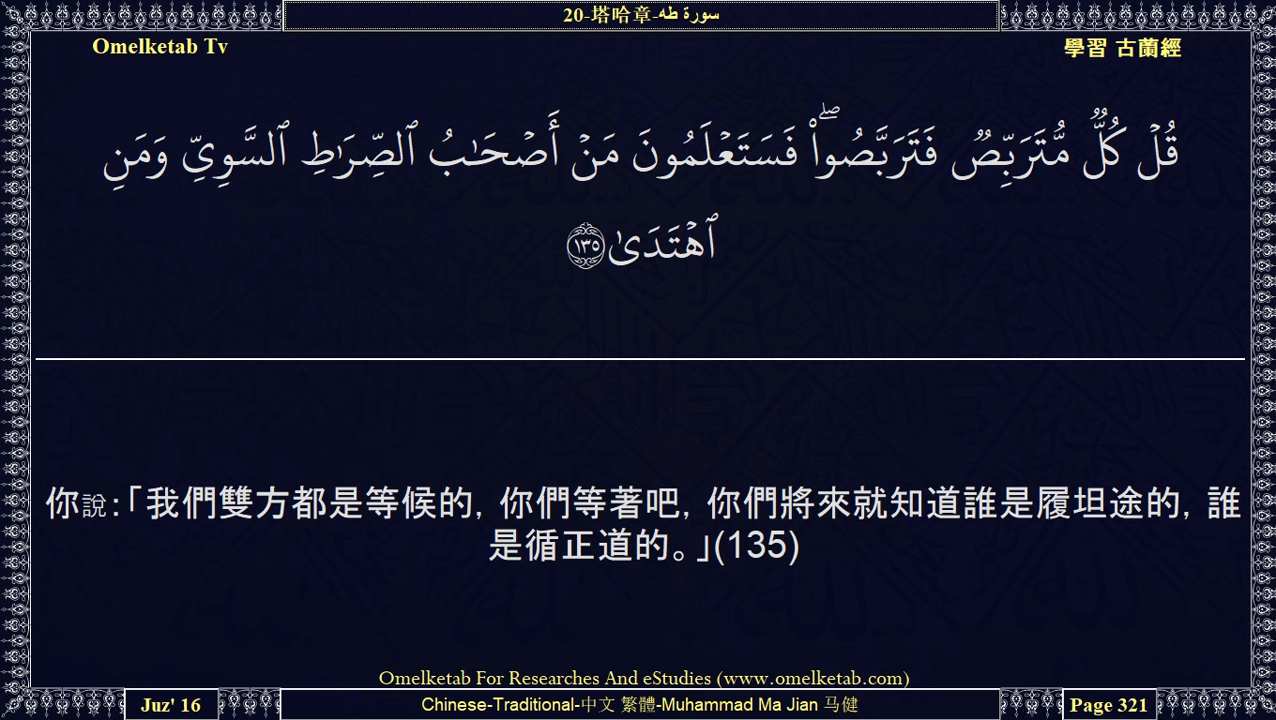 20-塔哈章-سورة طه
Omelketab Tv
學習 古蘭經
قُلۡ كُلّٞ مُّتَرَبِّصٞ فَتَرَبَّصُواْۖ فَسَتَعۡلَمُونَ مَنۡ أَصۡحَٰبُ ٱلصِّرَٰطِ ٱلسَّوِيِّ وَمَنِ
ٱهۡتَدَىٰ ١٣٥
你說:「我們雙方都是等候的, 你們等著吧, 你們將來就知道誰是履坦途的, 誰
是循正道的。」(135)
Omelketab For Researches And eStudies (www.omelketab.com)
Juz' 16
Chinese-Traditional-中文 繁體-Muhammad Ma Jian 马健
Page 321